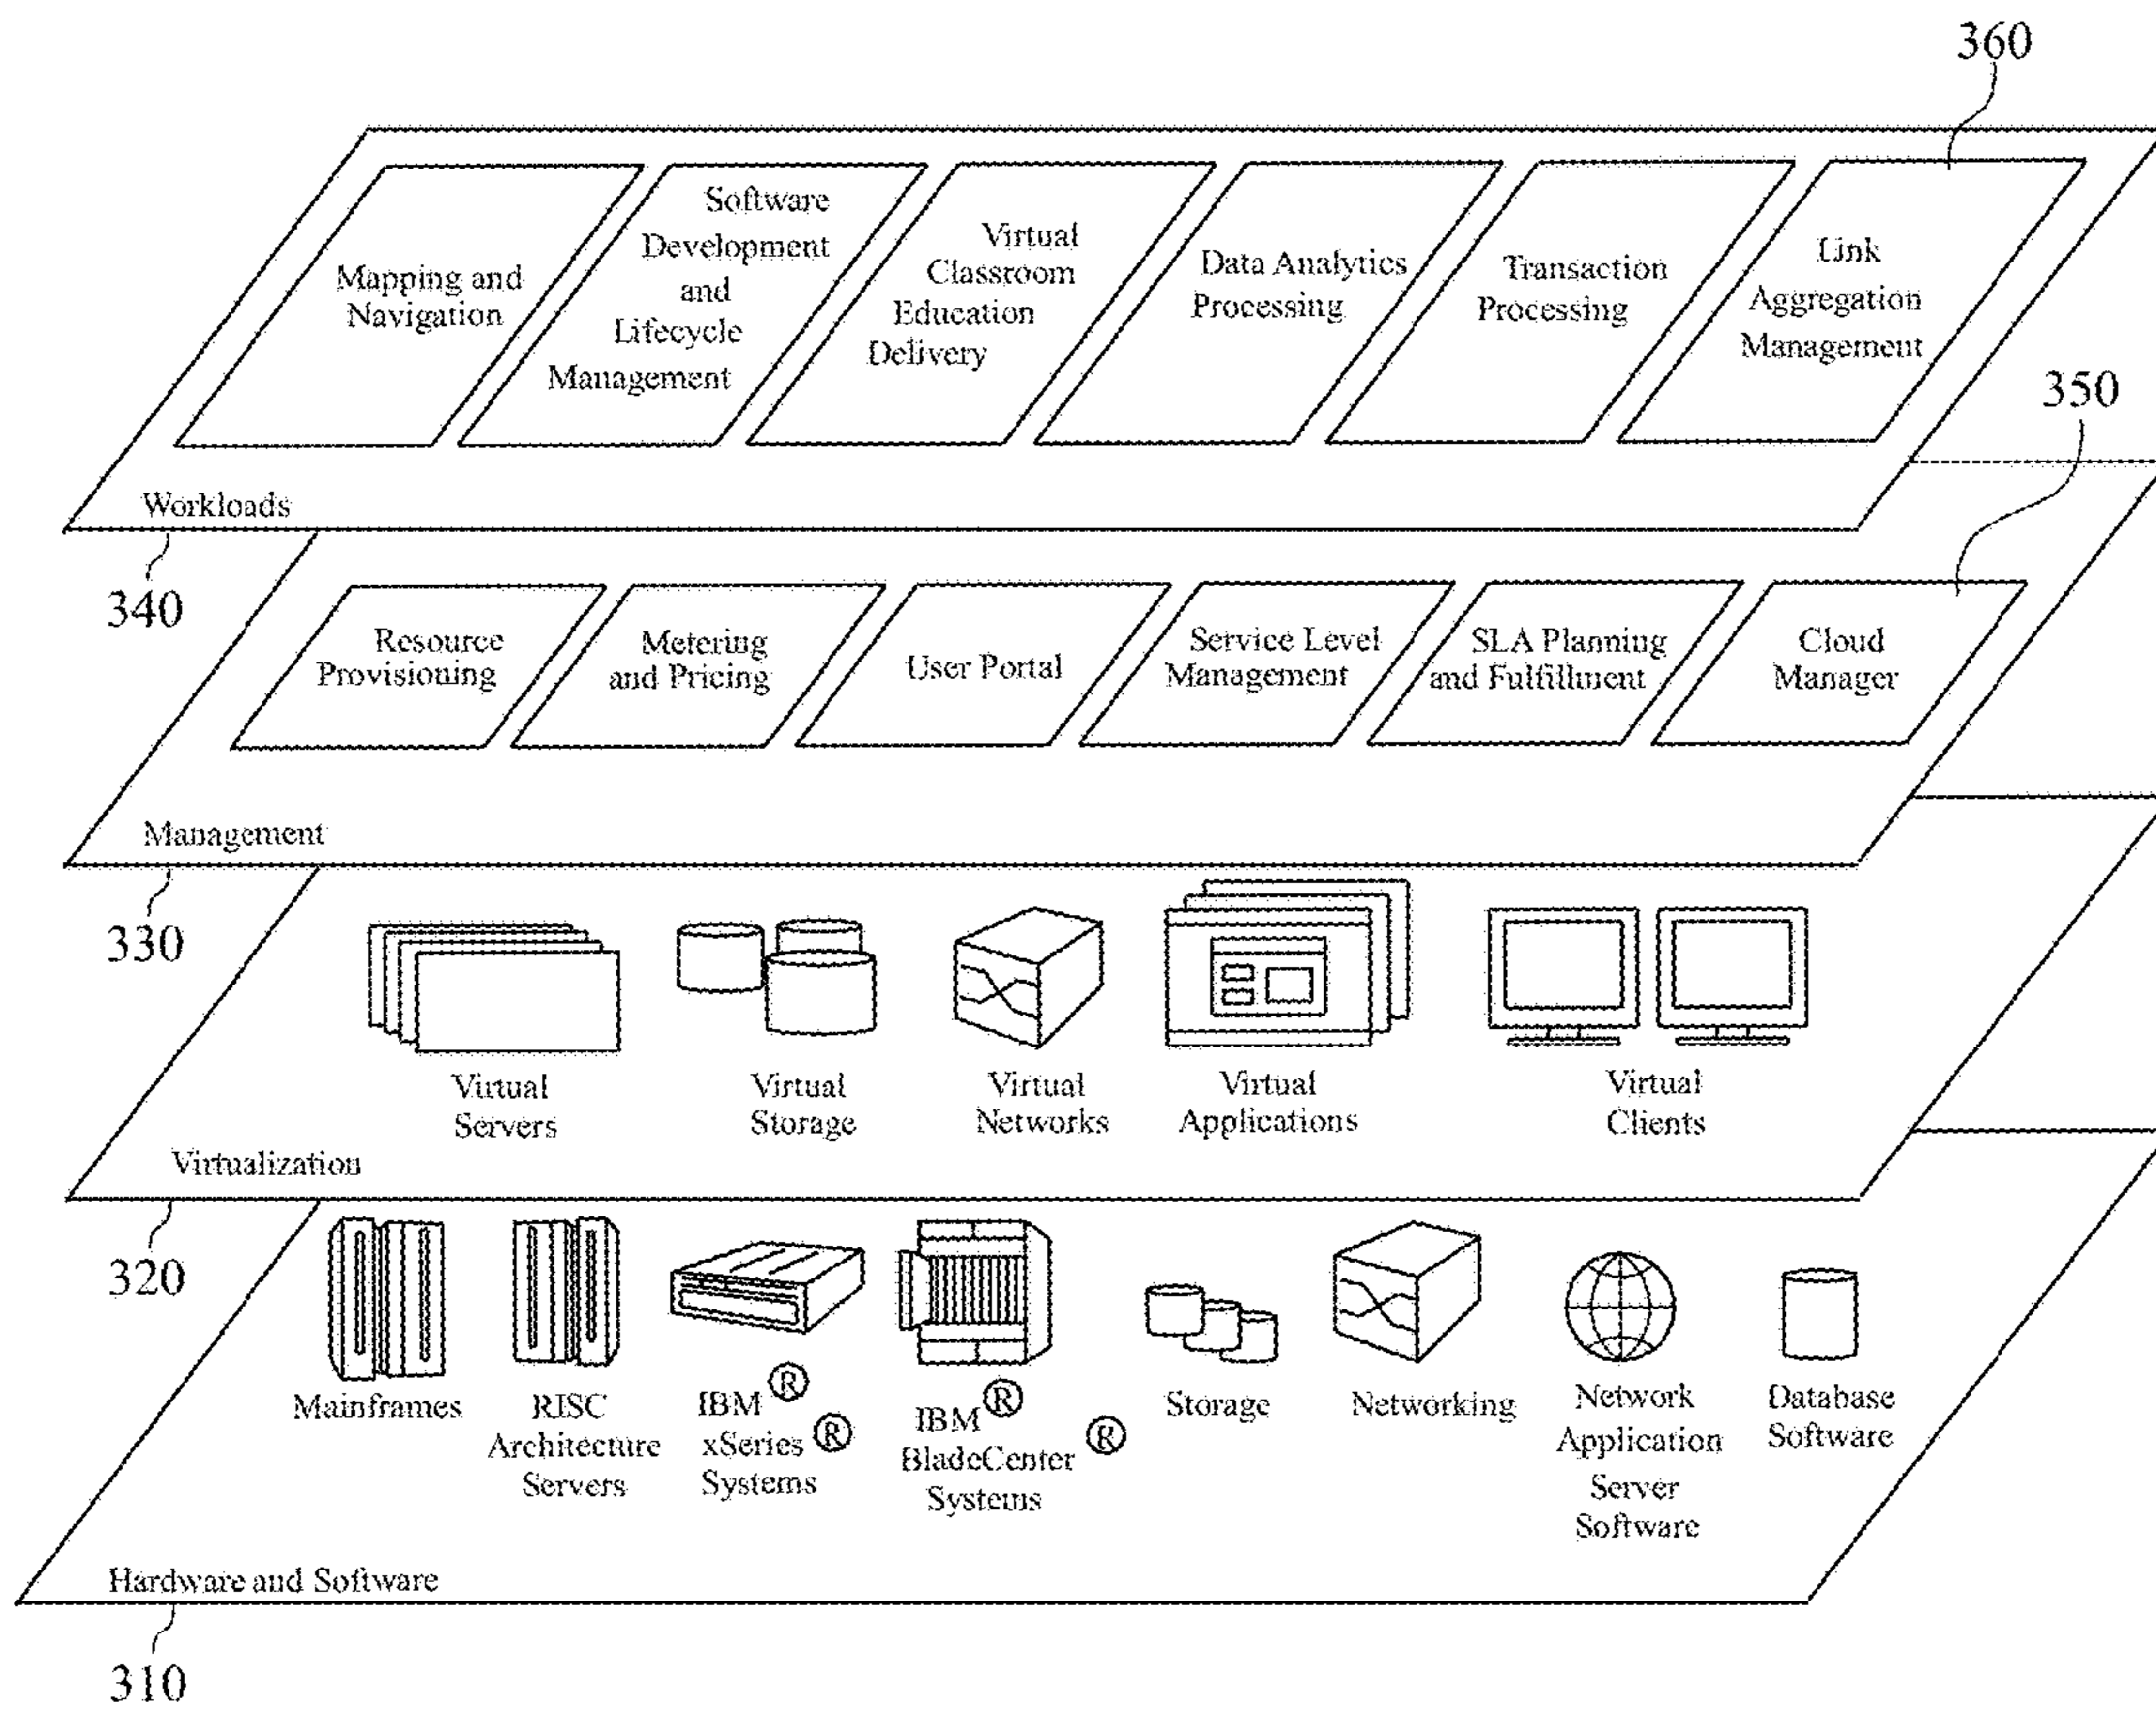 360
Mapping and
Navigation
Software
Development
and
Lifecycle
Management
Virtual
Classroom
Education
Delivery
Data Analytics
Processing
Transaction
Processing
Link
Aggregation
Management
350
Workloads
340
Resource
Provisioning
Metering
and Pricing
User Portal
Service Level
Management
SLA Planning
and Fulfillment
Cloud
Manager
Management
330
Virtual
Servers
Virtual
Storage
Virtual
Networks
Virtual
Applications
Virtual
Clients
Virtualization
320
Mainframes
RISC
Architecture
Servers
IBM ®
xSeries ®
Systems
IBM ®
BladeCenter ®
Systems
Storage
Networking
Network
Application
Server
Software
Database
Software
Hardware and Software
310